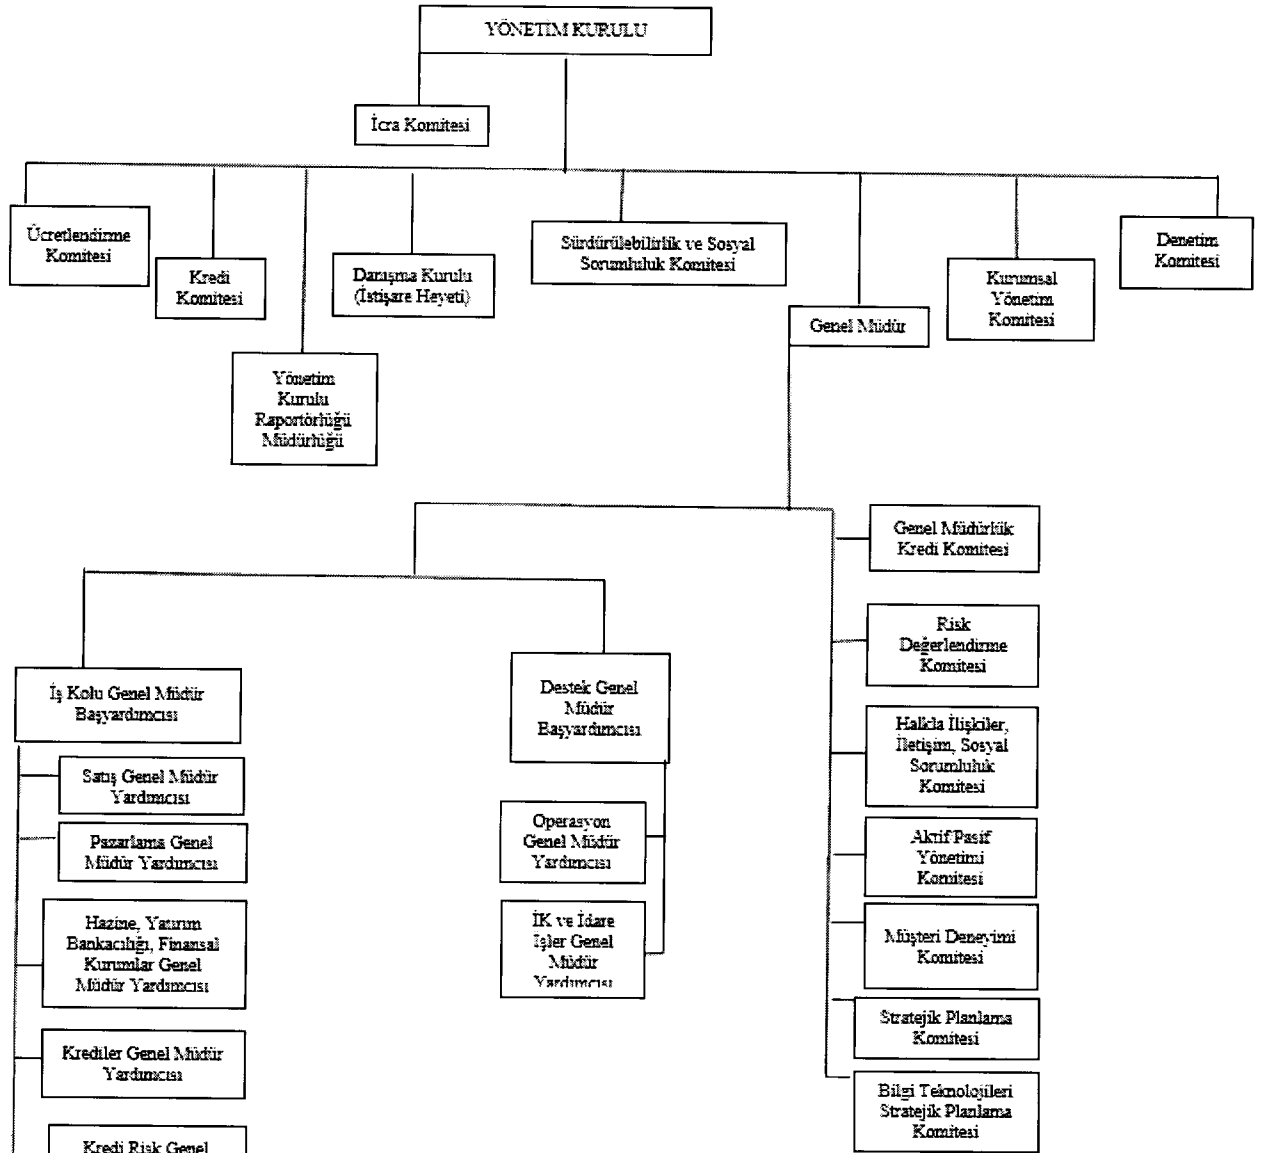 YÖNETİM KURULU
İcra Komitesi
Ücretlendirme
Komitesi
Kredi
Komitesi
Yönetim
Kurulu
Raportörlüğü
Müdürlüğü
Danışma Kurulu
(İstişare Heyeti)
Sürdürülebilirlik ve Sosyal
Sorumluluk Komitesi
Genel Müdür
Kurumsal
Yönetim
Komitesi
Denetim
Komitesi
İş Kolu Genel Müdür
Başyardımcısı
Satış Genel Müdür
Yardımcısı
Pazarlama Genel
Müdür Yardımcısı
Hazine, Yatırım
Bankacılığı, Finansal
Kurumlar Genel
Müdür Yardımcısı
Krediler Genel Müdür
Yardımcısı
Kredi Risk Genel
Destek Genel
Müdür
Başyardımcısı
Operasyon
Genel Müdür
Yardımcısı
İK ve İdare
İşler Genel
Müdür
Yardımcısı
Genel Müdürlük
Kredi Komitesi
Risk
Değerlendirme
Komitesi
Halkla İlişkiler,
İletişim, Sosyal
Sorumluluk
Komitesi
Aktif/Pasif
Yönetimi
Komitesi
Müşteri Deneyimi
Komitesi
Stratejik Planlama
Komitesi
Bilgi Teknolojileri
Stratejik Planlama
Komitesi